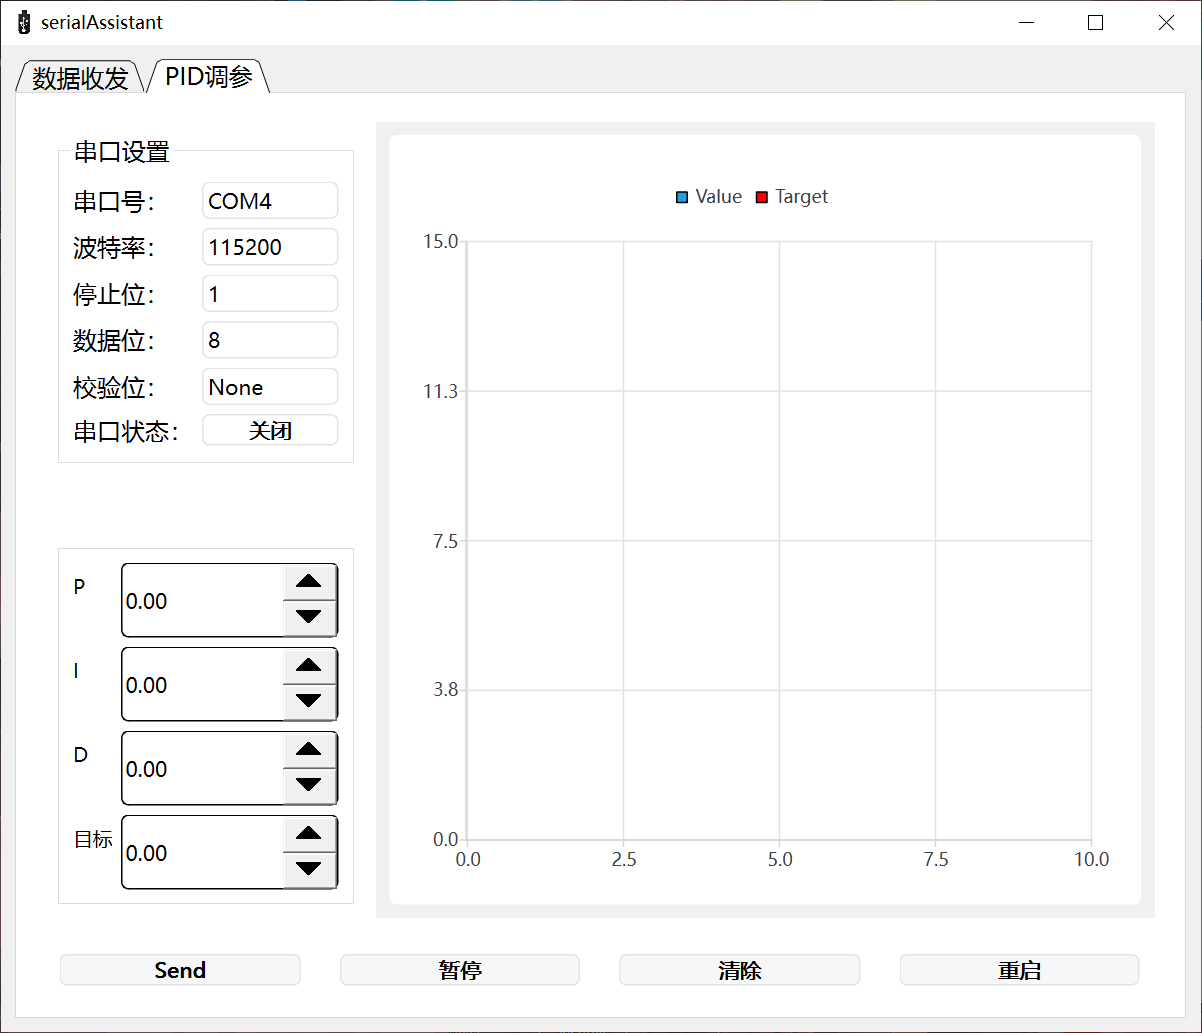 serialAssistant
数据收发
PID调参
串口设置
串口号：
COM4
波特率：
115200
停止位：
1
数据位：
8
校验位：
None
串口状态：
关闭
P
0.00
I
0.00
D
0.00
目标
0.00
Value
Target
15.0
11.3
7.5
3.8
0.0
0.0
2.5
5.0
7.5
10.0
Send
暂停
清除
重启